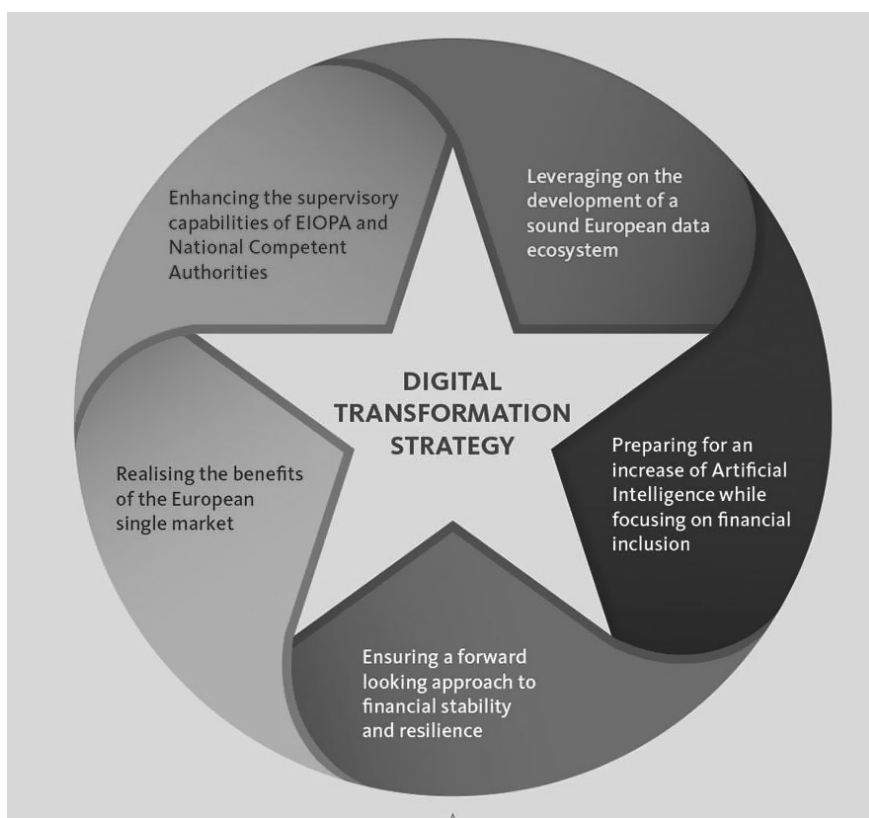 Enhancing the supervisory
capabilities of EIOPA and
National Competent
Authorities
Leveraging on the
development of a
sound European data
ecosystem
DIGITAL
TRANSFORMATION
STRATEGY
Preparing for an
increase of Artificial
Intelligence while
focusing on financial
inclusion
Realising the benefits
of the European
single market
Ensuring a forward
looking approach to
financial stability
and resilience